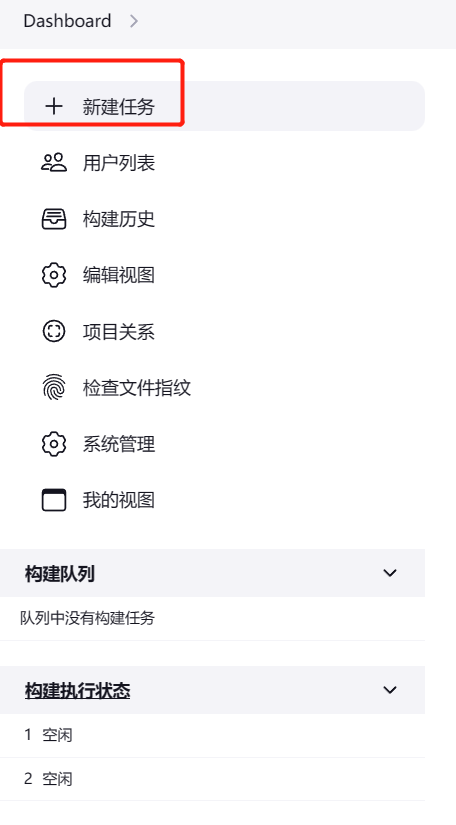 Dashboard
新建任务
用户列表
构建历史
编辑视图
项目关系
检查文件指纹
系统管理
我的视图
构建队列
队列中没有构建任务
构建执行状态
1 空闲
2 空闲